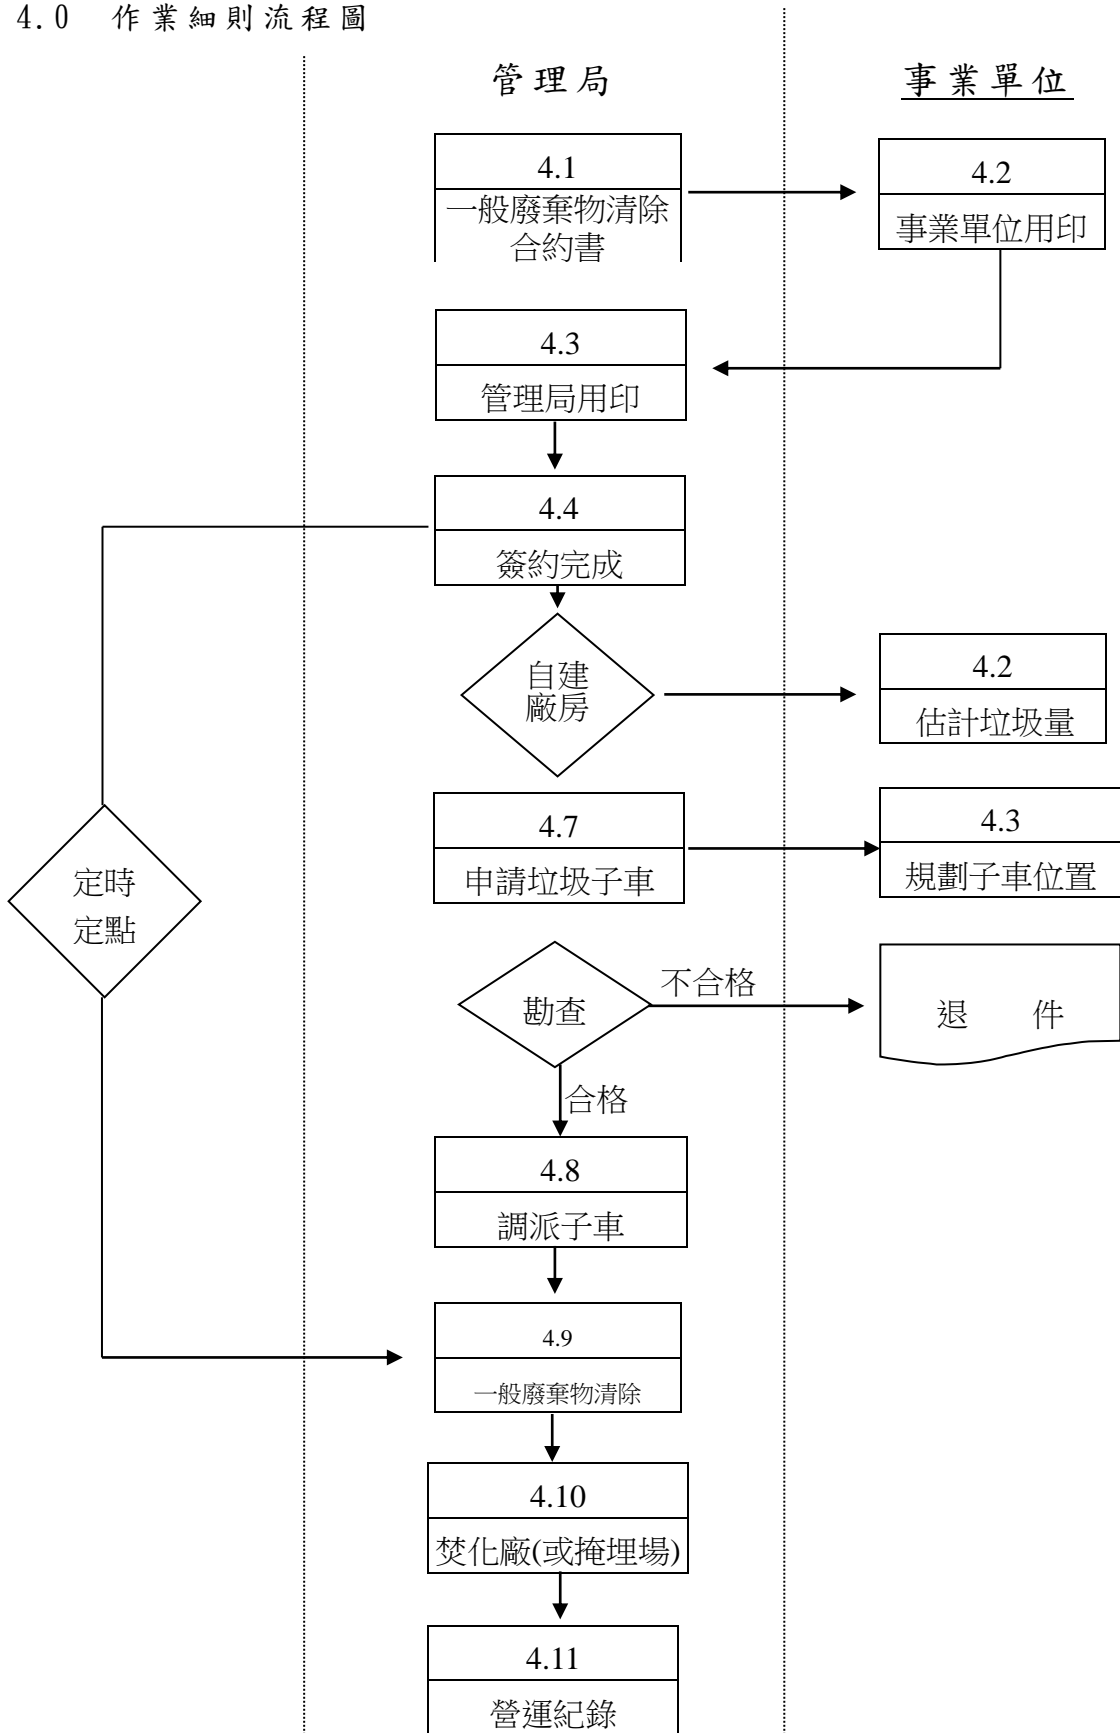 4.0 作業細則流程圖
管理局
事業單位
4.1
一般廢棄物清除
合約書
4.2
事業單位用印
4.3
管理局用印
4.4
簽約完成
自建
廠房
4.2
估計垃圾量
4.7
申請垃圾子車
4.3
規劃子車位置
定時
定點
勘查
不合格
退 件
合格
4.8
調派子車
4.9
一般廢棄物清除
4.10
焚化廠(或掩埋場)
4.11
營運紀錄